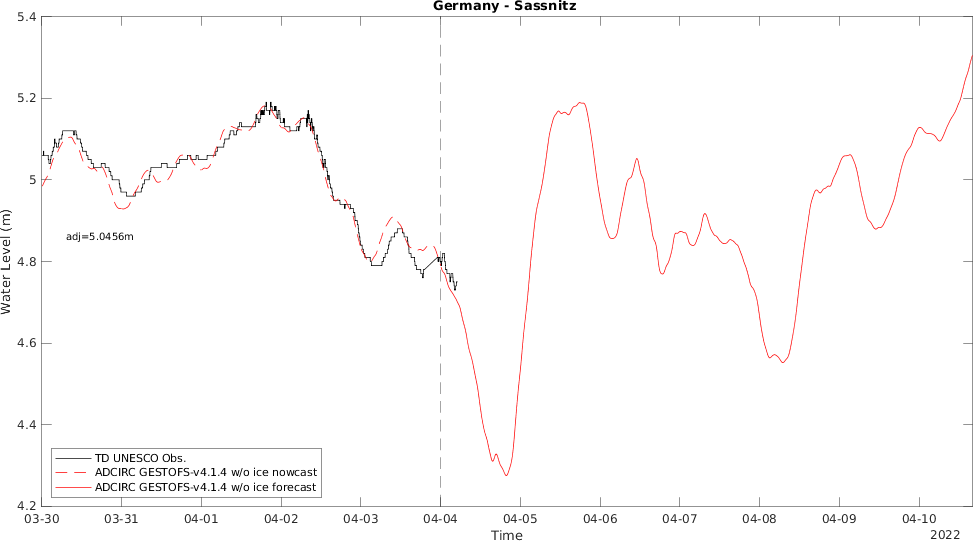 Germany - Sassnitz
5.4
5.2
5
4.8
4.6
4.4
4.2
Water Level (m)
adj=5.0456m
TD UNESCO Obs.
ADCIRC GESTOFS-v4.1.4 w/o ice nowcast
ADCIRC GESTOFS-v4.1.4 w/o ice forecast
03-30 03-31 04-01 04-02 04-03 04-04 04-05 04-06 04-07 04-08 04-09 04-10
Time
2022